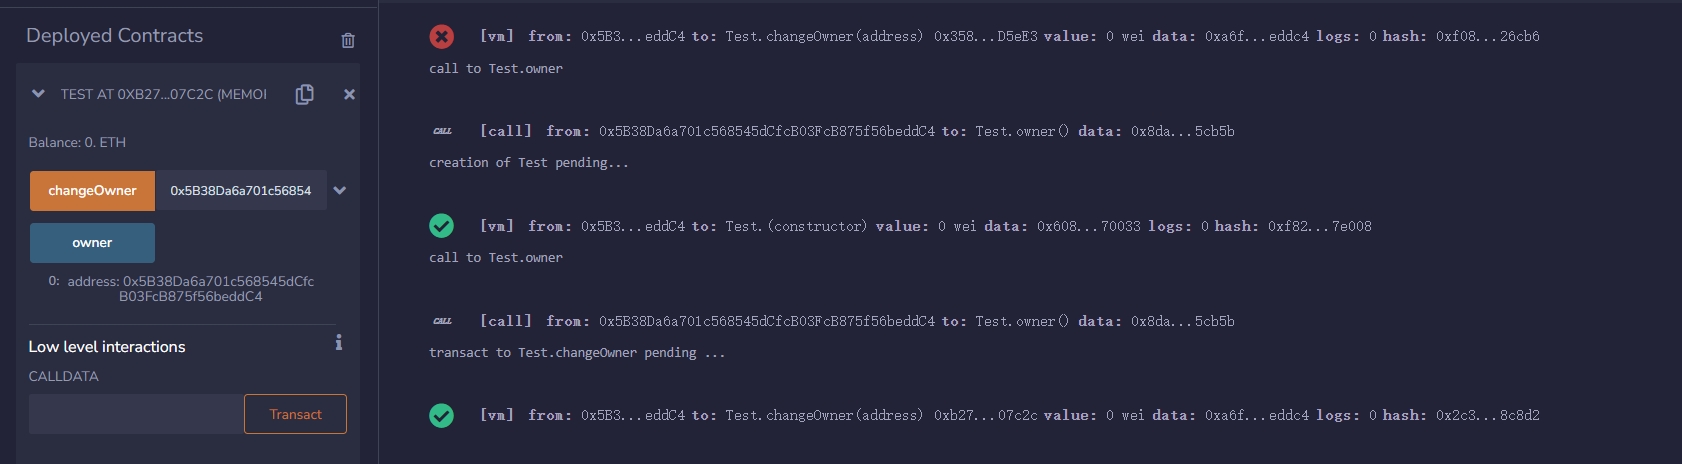 Deployed Contracts
TEST AT 0XB27...07C2C (MEMOI
Balance: 0. ETH
changeOwner 0x5B38Da6a701c56854
owner
0: address: 0x5B38Da6a701c568545dCfc
B03FcB875f56beddC4
Low level interactions
CALLDATA
Transact
[vm] from: 0x5B3...eddC4 to: Test.changeOwner(address) 0x358...D5eE3 value: 0 wei data: 0xa6f...eddc4 logs: 0 hash: 0xf08...26cb6
call to Test.owner
CALL [call] from: 0x5B38Da6a701c568545dCfcB03FcB875f56beddC4 to: Test.owner() data: 0x8da...5cb5b
creation of Test pending...
[vm] from: 0x5B3...eddC4 to: Test.(constructor) value: 0 wei data: 0x608...70033 logs: 0 hash: 0xf82...7e008
call to Test.owner
CALL [call] from: 0x5B38Da6a701c568545dCfcB03FcB875f56beddC4 to: Test.owner() data: 0x8da...5cb5b
transact to Test.changeOwner pending ...
[vm] from: 0x5B3...eddC4 to: Test.changeOwner(address) 0xb27...07c2c value: 0 wei data: 0xa6f...eddc4 logs: 0 hash: 0x2c3...8c8d2